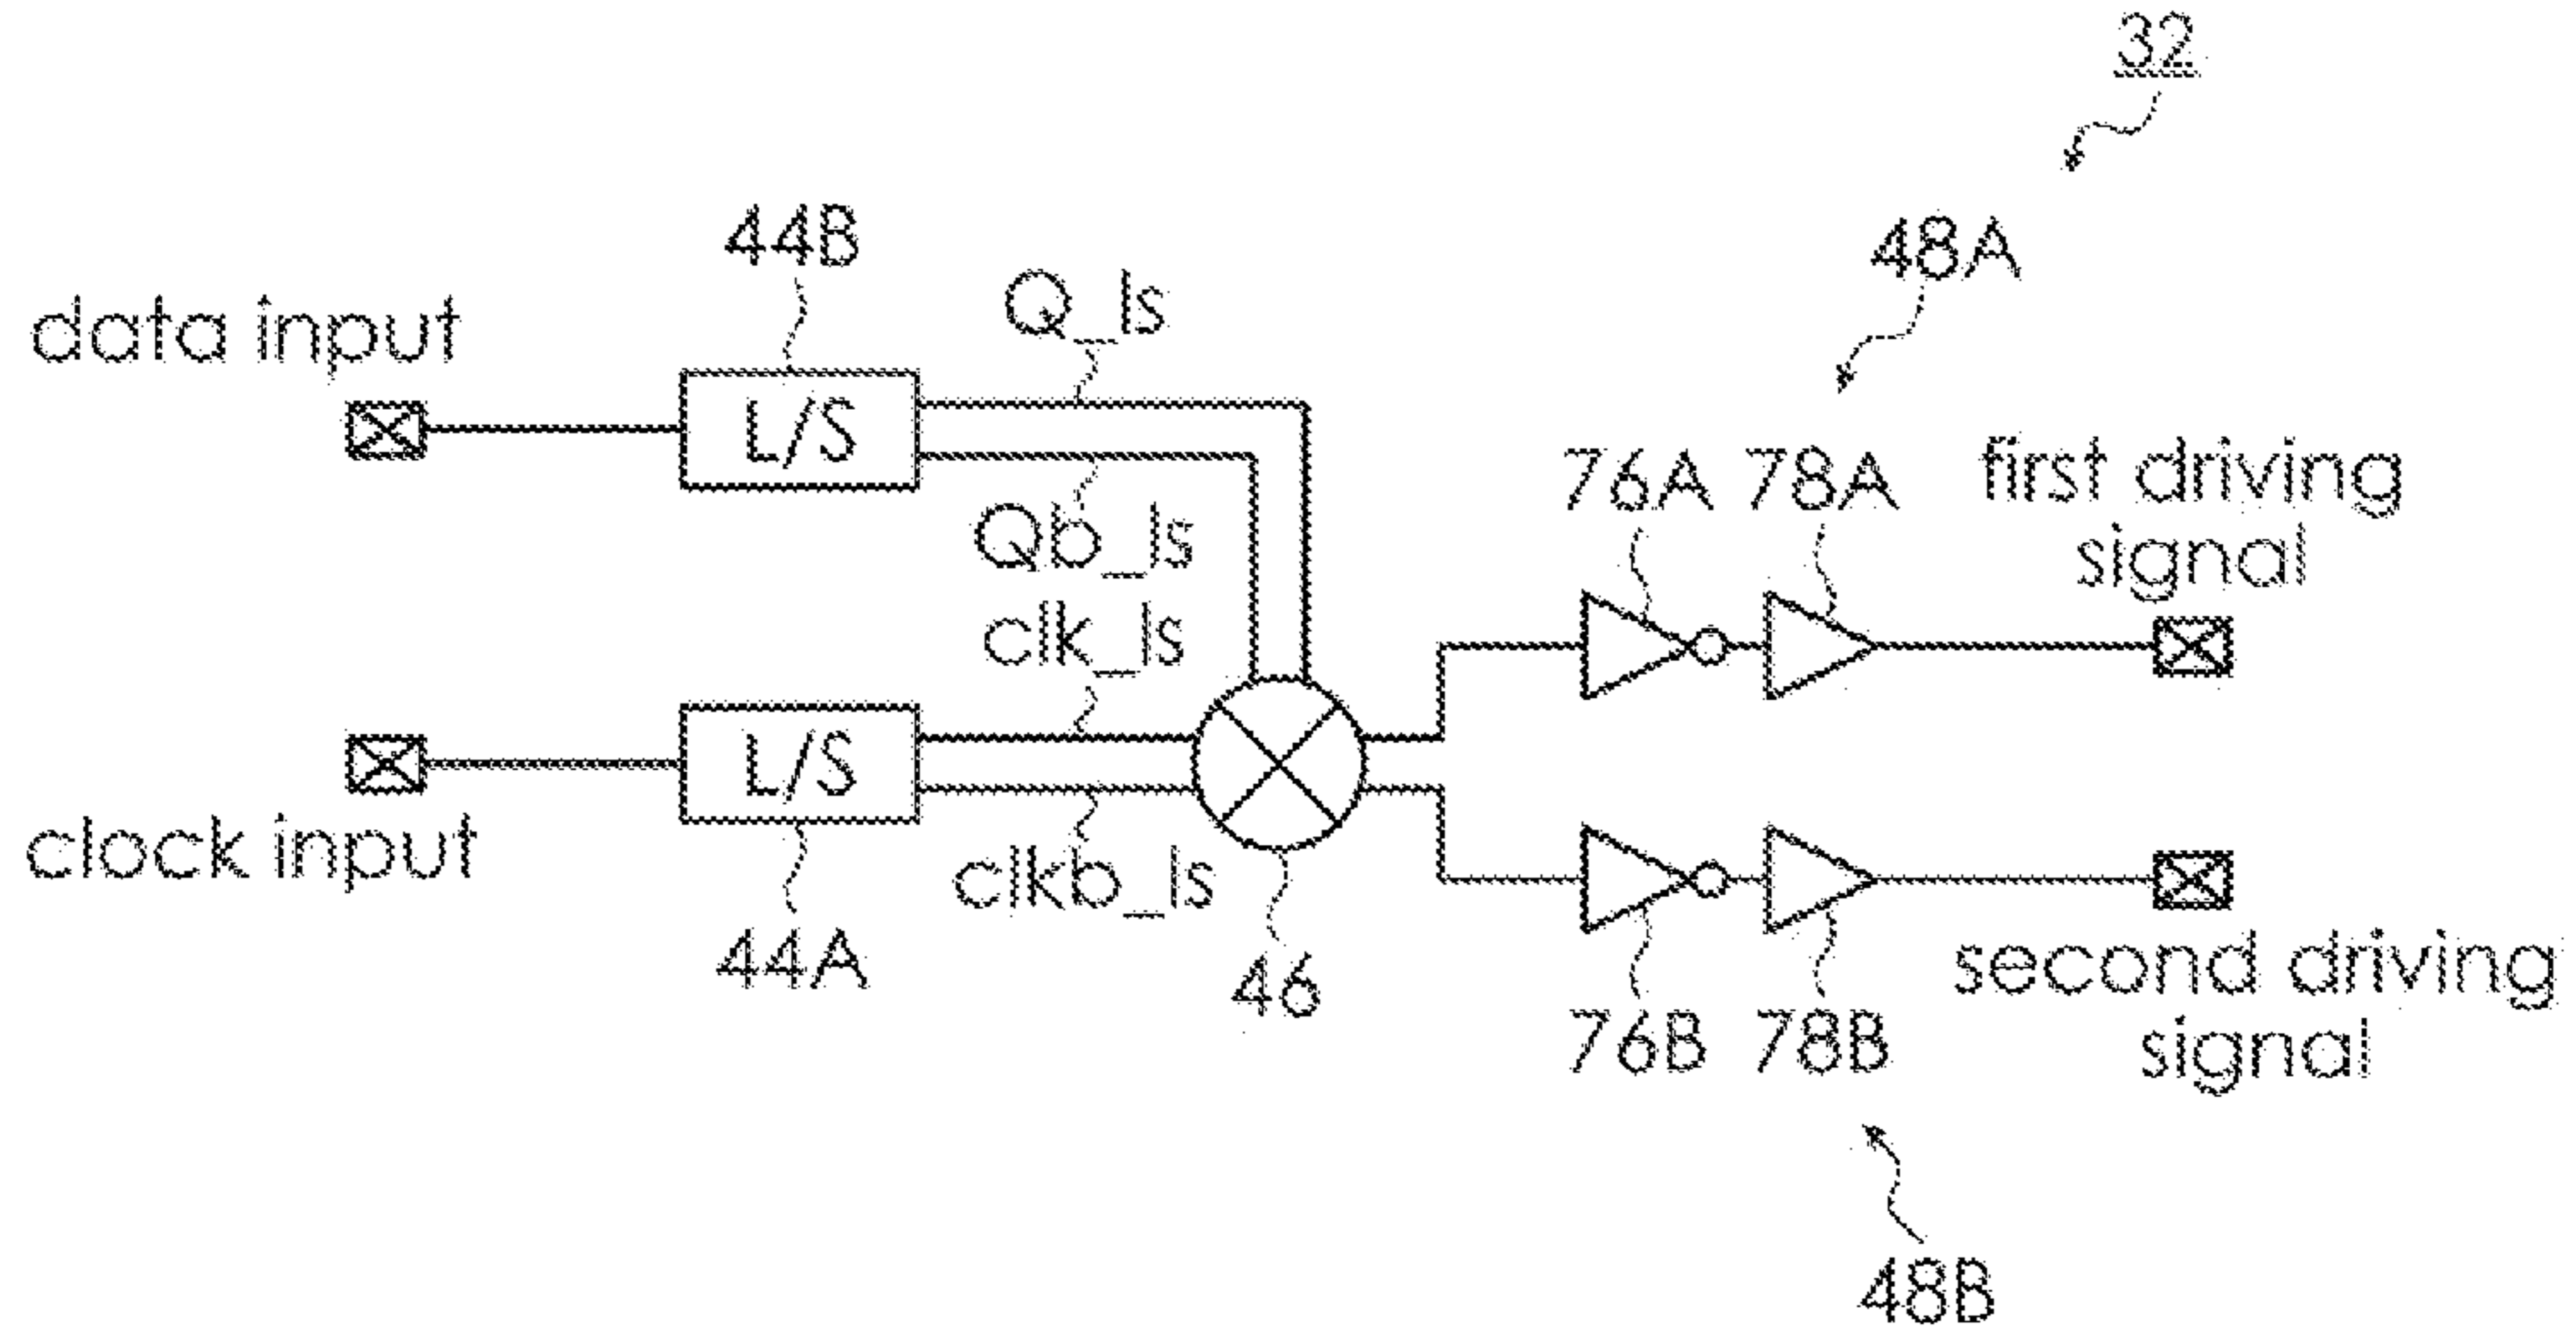 32
48A
44B
Q_ls
data input
L/S
76A 78A
first driving
signal
Qb_ls
clk_ls
L/S
clock input
clkb_ls
44A
46
76B 78B
second driving
signal
48B